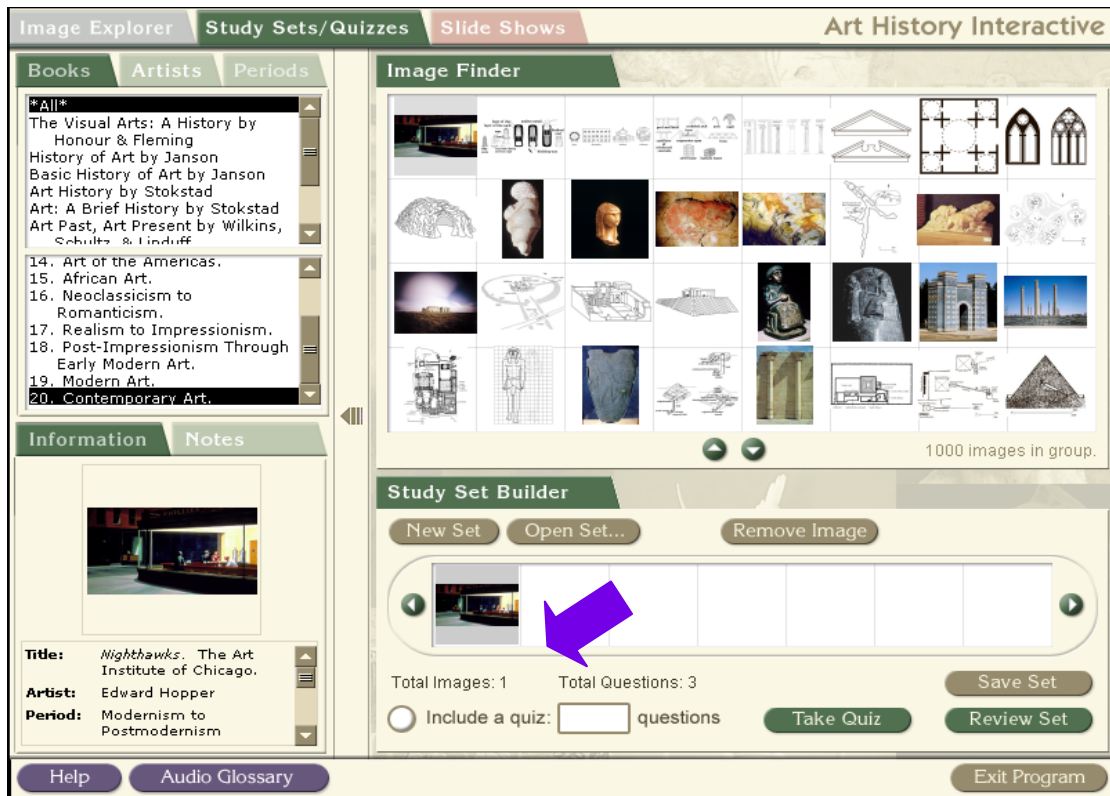 Image Explorer
Study Sets/Quizzes
Slide Shows
Art History Interactive
Books
Artists
Periods
*All*
The Visual Arts: A History by
Honour & Fleming
History of Art by Janson
Basic History of Art by Janson
Art History by Stokstad
Art: A Brief History by Stokstad
Art Past, Art Present by Wilkins,
Schultz, & Linduff
14. Art of the Americas.
15. African Art.
16. Neoclassicism to
Romanticism.
17. Realism to Impressionism.
18. Post-Impressionism Through
Early Modern Art.
19. Modern Art.
20. Contemporary Art.
Information
Notes
Title: Nighthawks. The Art
Institute of Chicago.
Artist: Edward Hopper
Period: Modernism to
Postmodernism
Image Finder
1000 images in group.
Study Set Builder
New Set
Open Set...
Remove Image
Total Images: 1
Total Questions: 3
Save Set
Include a quiz:
questions
Take Quiz
Review Set
Help
Audio Glossary
Exit Program